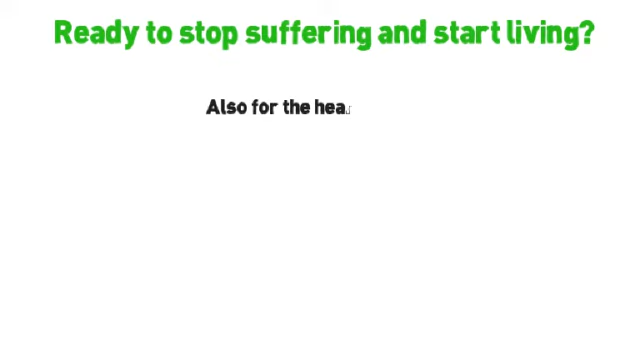 Ready to stop suffering and start living?
Also for the hea